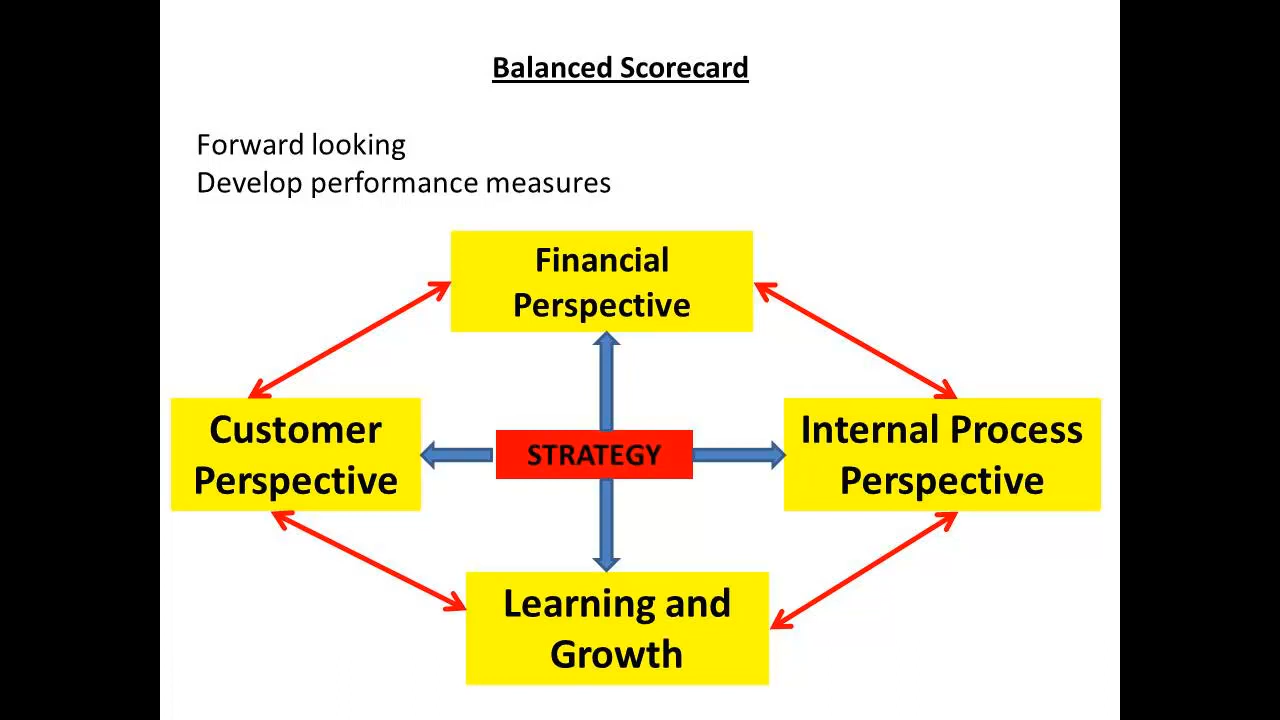 Balanced Scorecard
Forward looking
Develop performance measures
Financial
Perspective
Customer
Perspective
STRATEGY
Internal Process
Perspective
Learning and
Growth